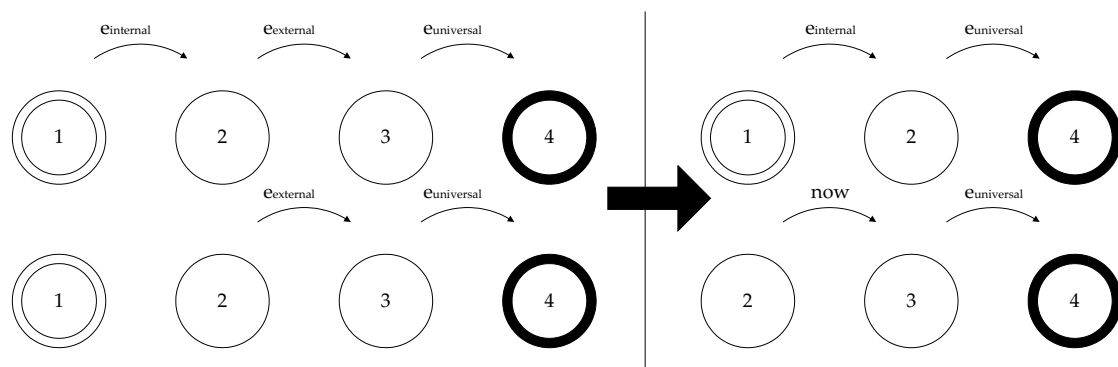 einternal eexternal euniversal einternal euniversal
1 2 3 4 1 2 4
eexternal euniversal now euniversal
1 2 3 4 2 3 4